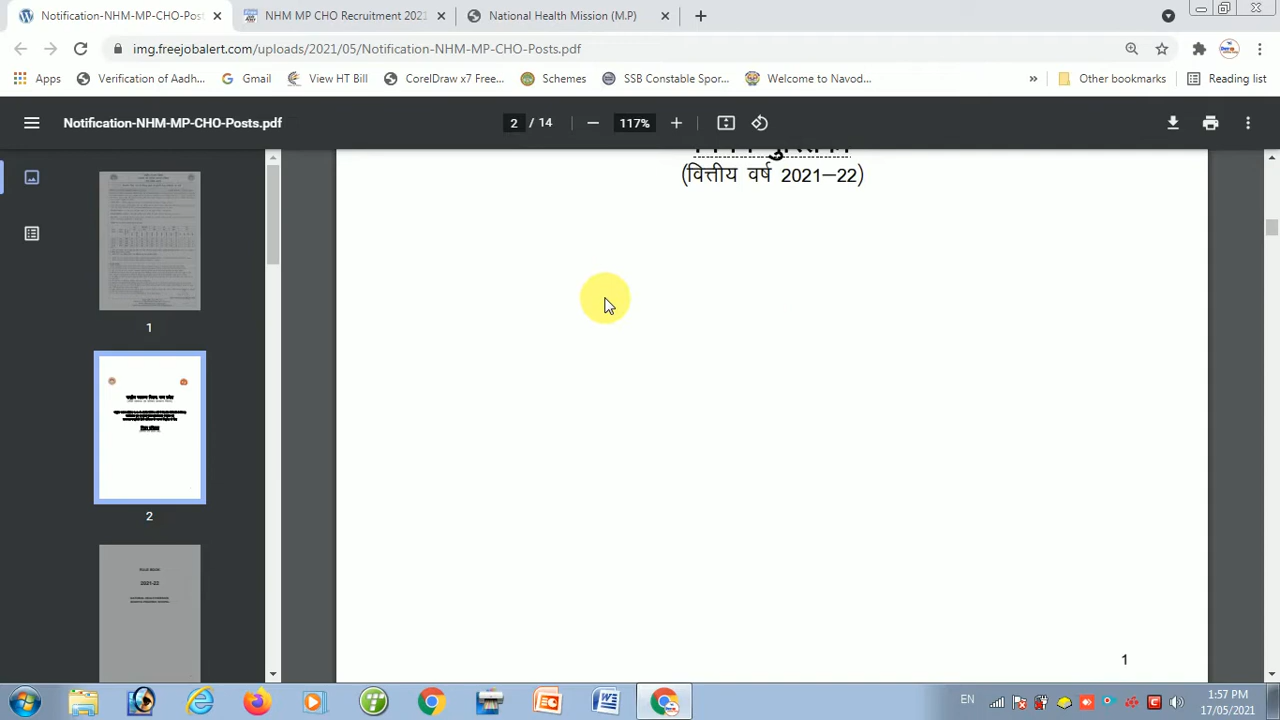 Notification-NHM-MP-CHO-Post
NHM MP CHO Recruitment 2021
National Health Mission (M.P)
img.freejobalert.com/uploads/2021/05/Notification-NHM-MP-CHO-Posts.pdf
Apps
Verification of Aadh...
Gmail
View HT Bill
CorelDraw x7 Free...
Schemes
SSB Constable Spor...
Welcome to Navod...
»
Other bookmarks
Reading list
Notification-NHM-MP-CHO-Posts.pdf
2 / 14
117%
(वित्तीय वर्ष 2021–22)
1
2
2021-22
1
EN
1:57 PM
17/05/2021